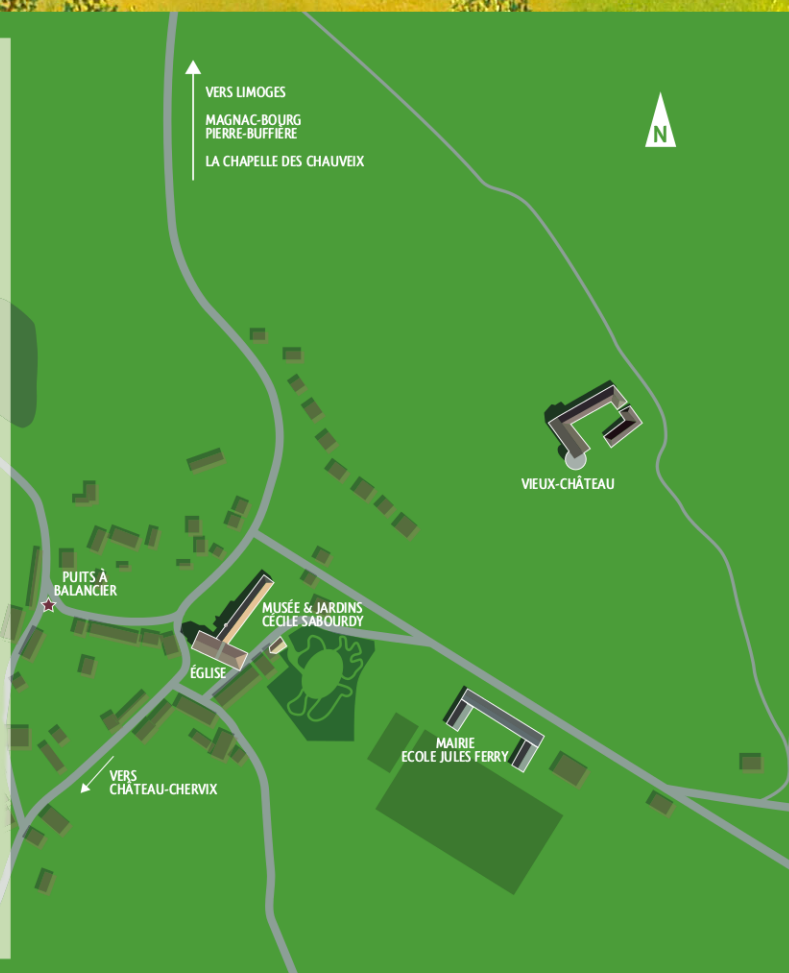 VERS LIMOGES
MAGNAC-BOURG
PIERRE-BUFFIÈRE
LA CHAPELLE DES CHAUVEIX
N
VIEUX-CHÂTEAU
PUITS À
BALANCIER
MUSÉE & JARDINS
CÉCILE SABOURDY
ÉGLISE
MAIRIE
ECOLE JULES FERRY
VERS
CHÂTEAU-CHERVIX